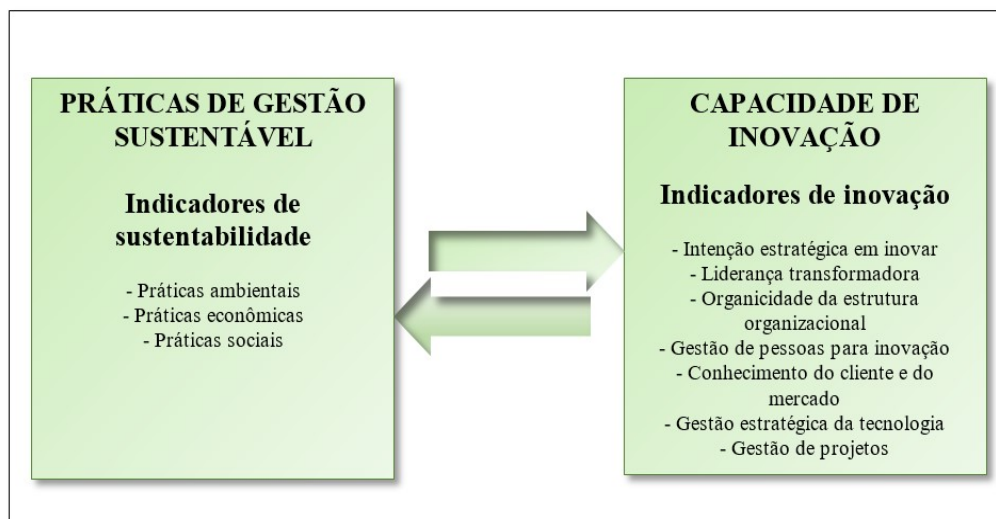 PRÁTICAS DE GESTÃO
SUSTENTÁVEL
Indicadores de
sustentabilidade
- Práticas ambientais
- Práticas econômicas
- Práticas sociais
CAPACIDADE DE
INOVAÇÃO
Indicadores de inovação
- Intenção estratégica em inovar
- Liderança transformadora
- Organicidade da estrutura
organizacional
- Gestão de pessoas para inovação
- Conhecimento do cliente e do
mercado
- Gestão estratégica da tecnologia
- Gestão de projetos